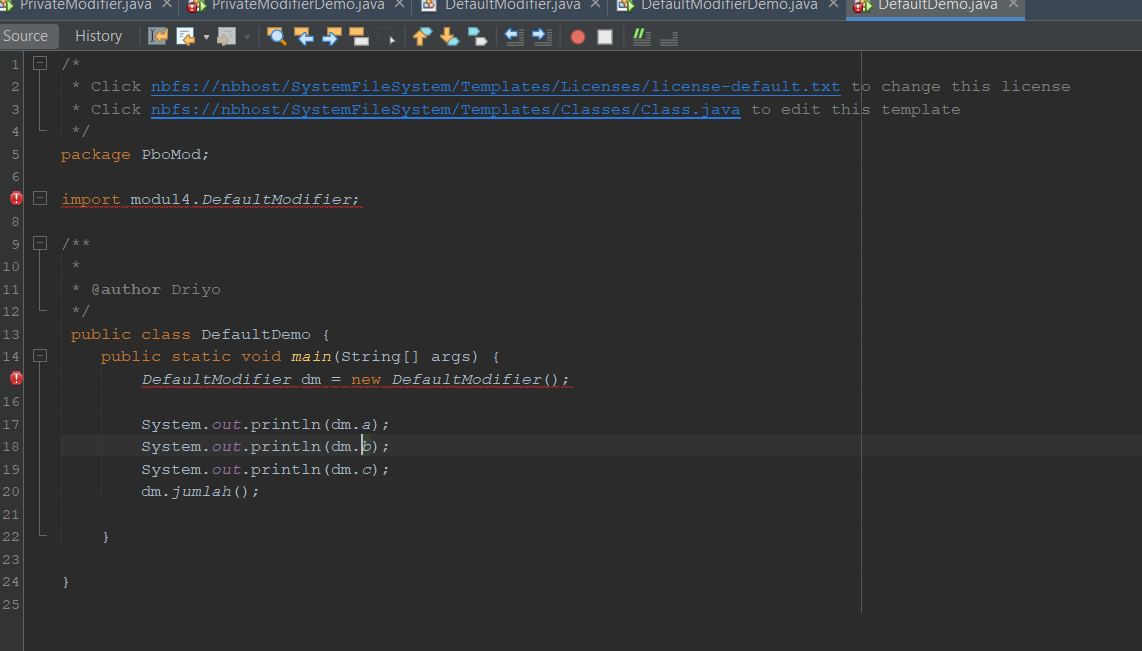 PrivateModifier.java PrivateModifierDemo.java DefaultModifier.java DefaultModifierDemo.java DefaultDemo.java
Source History
1 /*
2 * Click nbfs://nbhost/SystemFileSystem/Templates/Licenses/license-default.txt to change this license
3 * Click nbfs://nbhost/SystemFileSystem/Templates/Classes/Class.java to edit this template
4 */
5 package PboMod;
6
import modul4.DefaultModifier;
8
9 /**
10 *
11 * @author Driyo
12 */
13 public class DefaultDemo {
14 public static void main(String[] args) {
DefaultModifier dm = new DefaultModifier();
16
17 System.out.println(dm.a);
18 System.out.println(dm.b);
19 System.out.println(dm.c);
20 dm.jumlah();
21
22 }
23
24 }
25